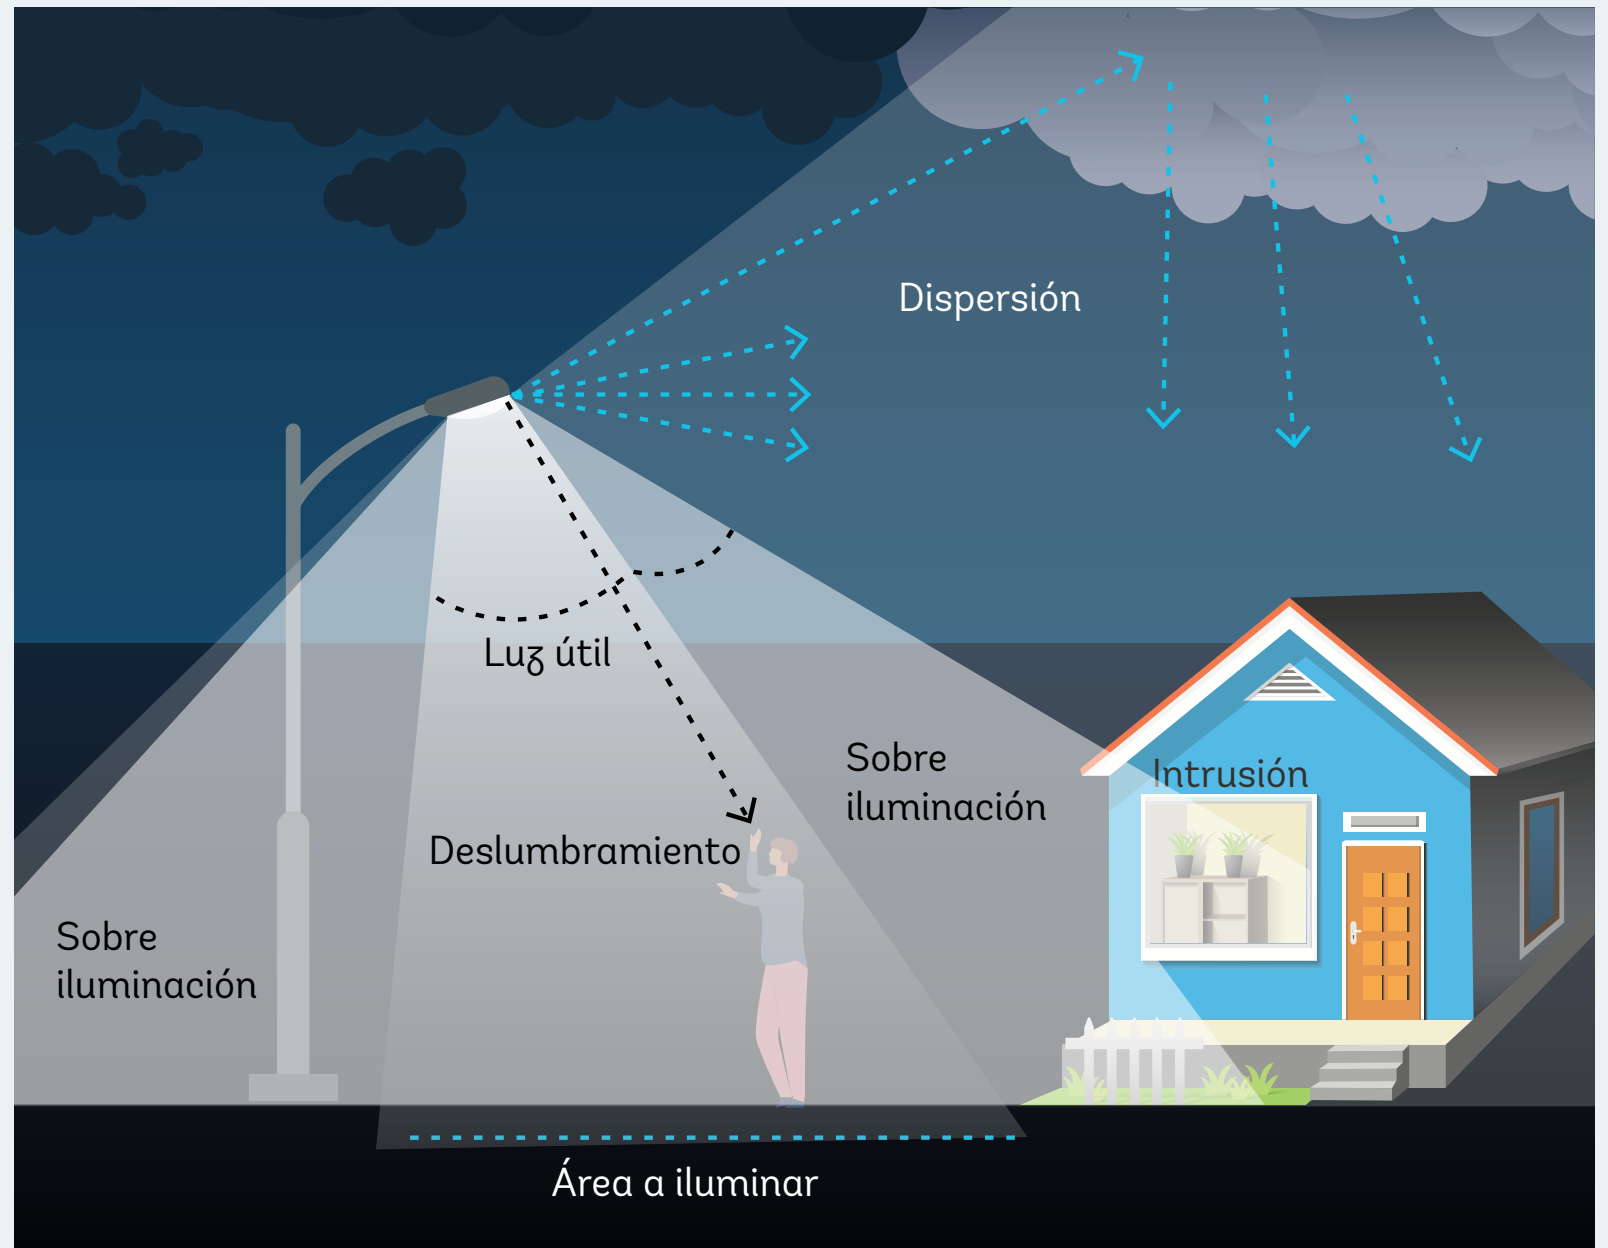 Dispersión
Luz útil
Sobre
iluminación
Intrusión
Deslumbramiento
Sobre
iluminación
Área a iluminar